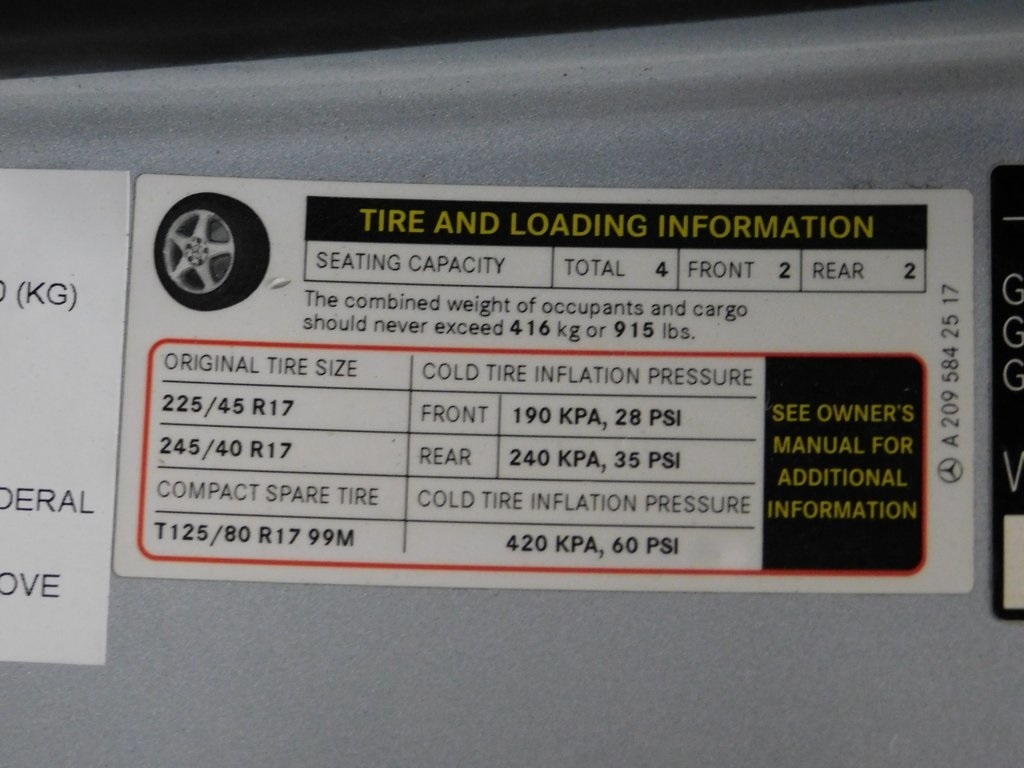 (KG)
DERAL
OVE
TIRE AND LOADING INFORMATION
SEATING CAPACITY TOTAL 4 FRONT 2 REAR 2
The combined weight of occupants and cargo
should never exceed 416 kg or 915 lbs.
ORIGINAL TIRE SIZE COLD TIRE INFLATION PRESSURE
225/45 R17 FRONT 190 KPA, 28 PSI
245/40 R17 REAR 240 KPA, 35 PSI
COMPACT SPARE TIRE COLD TIRE INFLATION PRESSURE
T125/80 R17 99M 420 KPA, 60 PSI
SEE OWNER'S
MANUAL FOR
ADDITIONAL
INFORMATION
A 209 584 25 17
G
G
G